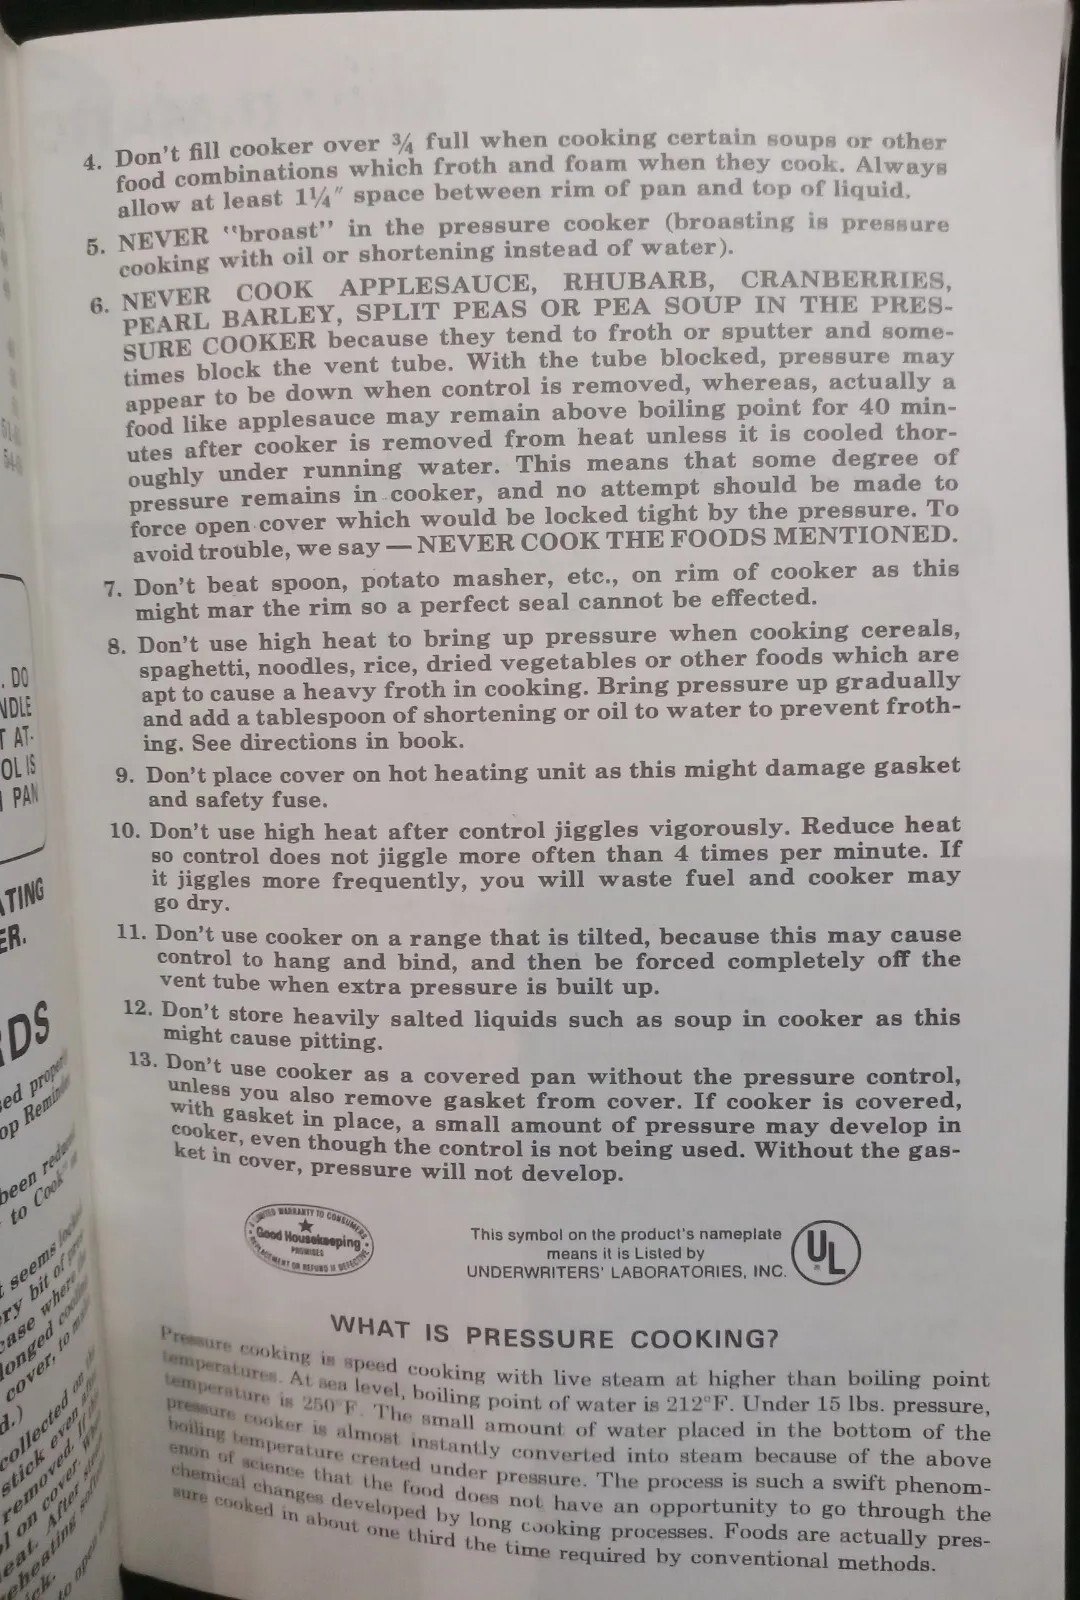 4. Don't fill cooker over ¾ full when cooking certain soups or other
food combinations which froth and foam when they cook. Always
allow at least 1¼" space between rim of pan and top of liquid.
5. NEVER "broast" in the pressure cooker (broasting is pressure
cooking with oil or shortening instead of water).
6. NEVER COOK APPLESAUCE, RHUBARB, CRANBERRIES,
PEARL BARLEY, SPLIT PEAS OR PEA SOUP IN THE PRES-
SURE COOKER because they tend to froth or sputter and some-
times block the vent tube. With the tube blocked, pressure may
appear to be down when control is removed, whereas, actually a
food like applesauce may remain above boiling point for 40 min-
utes after cooker is removed from heat unless it is cooled thor-
oughly under running water. This means that some degree of
pressure remains in cooker, and no attempt should be made to
force open cover which would be locked tight by the pressure. To
avoid trouble, we say — NEVER COOK THE FOODS MENTIONED.
7. Don't beat spoon, potato masher, etc., on rim of cooker as this
might mar the rim so a perfect seal cannot be effected.
8. Don't use high heat to bring up pressure when cooking cereals,
spaghetti, noodles, rice, dried vegetables or other foods which are
apt to cause a heavy froth in cooking. Bring pressure up gradually
and add a tablespoon of shortening or oil to water to prevent froth-
ing. See directions in book.
9. Don't place cover on hot heating unit as this might damage gasket
and safety fuse.
10. Don't use high heat after control jiggles vigorously. Reduce heat
so control does not jiggle more often than 4 times per minute. If
it jiggles more frequently, you will waste fuel and cooker may
go dry.
11. Don't use cooker on a range that is tilted, because this may cause
control to hang and bind, and then be forced completely off the
vent tube when extra pressure is built up.
12. Don't store heavily salted liquids such as soup in cooker as this
might cause pitting.
13. Don't use cooker as a covered pan without the pressure control,
unless you also remove gasket from cover. If cooker is covered,
with gasket in place, a small amount of pressure may develop in
cooker, even though the control is not being used. Without the gas-
ket in cover, pressure will not develop.
LIMITED WARRANTY TO CONSUMERS
Good Housekeeping
PROMISES
REPLACEMENT OR REFUND IF DEFECTIVE
This symbol on the product's nameplate
means it is Listed by
UNDERWRITERS' LABORATORIES, INC.
UL
WHAT IS PRESSURE COOKING?
Pressure cooking is speed cooking with live steam at higher than boiling point
temperatures. At sea level, boiling point of water is 212°F. Under 15 lbs. pressure,
temperature is 250°F. The small amount of water placed in the bottom of the
pressure cooker is almost instantly converted into steam because of the above
boiling temperature created under pressure. The process is such a swift phenom-
enon of science that the food does not have an opportunity to go through the
chemical changes developed by long cooking processes. Foods are actually pres-
sure cooked in about one third the time required by conventional methods.